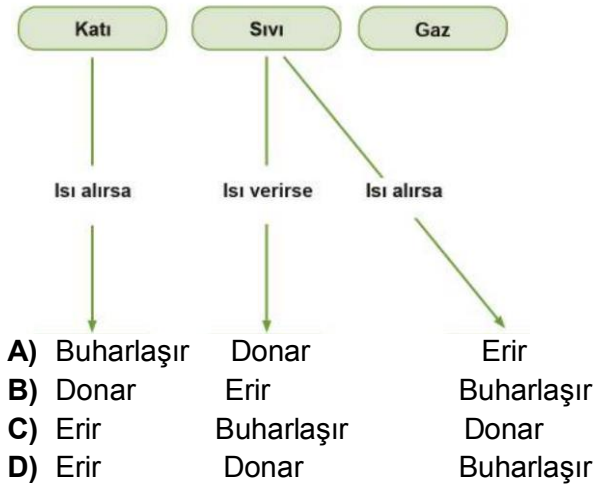 Katı Sıvı Gaz
Isı alırsa Isı verirse Isı alırsa
A) Buharlaşır Donar Erir
B) Donar Erir Buharlaşır
C) Erir Buharlaşır Donar
D) Erir Donar Buharlaşır